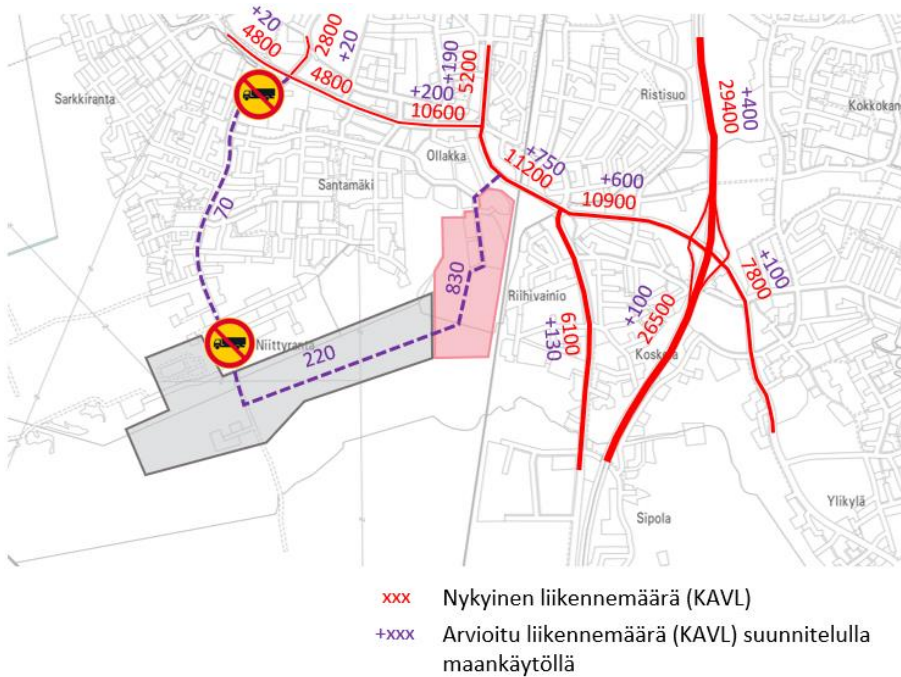 +20
4800
2800
+20
4800
+200
10600
+190
5200
Sarkkiranta
Ristisuo
+400
29400
Kokkokan
Ollakka
Santamäki
+750
11200
+600
10900
70
830
Riihivainio
6100
+130
+100
26500
+100
7800
Koskela
Niittyranta
220
Sipola
Ylikylä
xxx Nykyinen liikennemäärä (KAVL)
+xxx Arvioitu liikennemäärä (KAVL) suunnitelulla
maankäytöllä